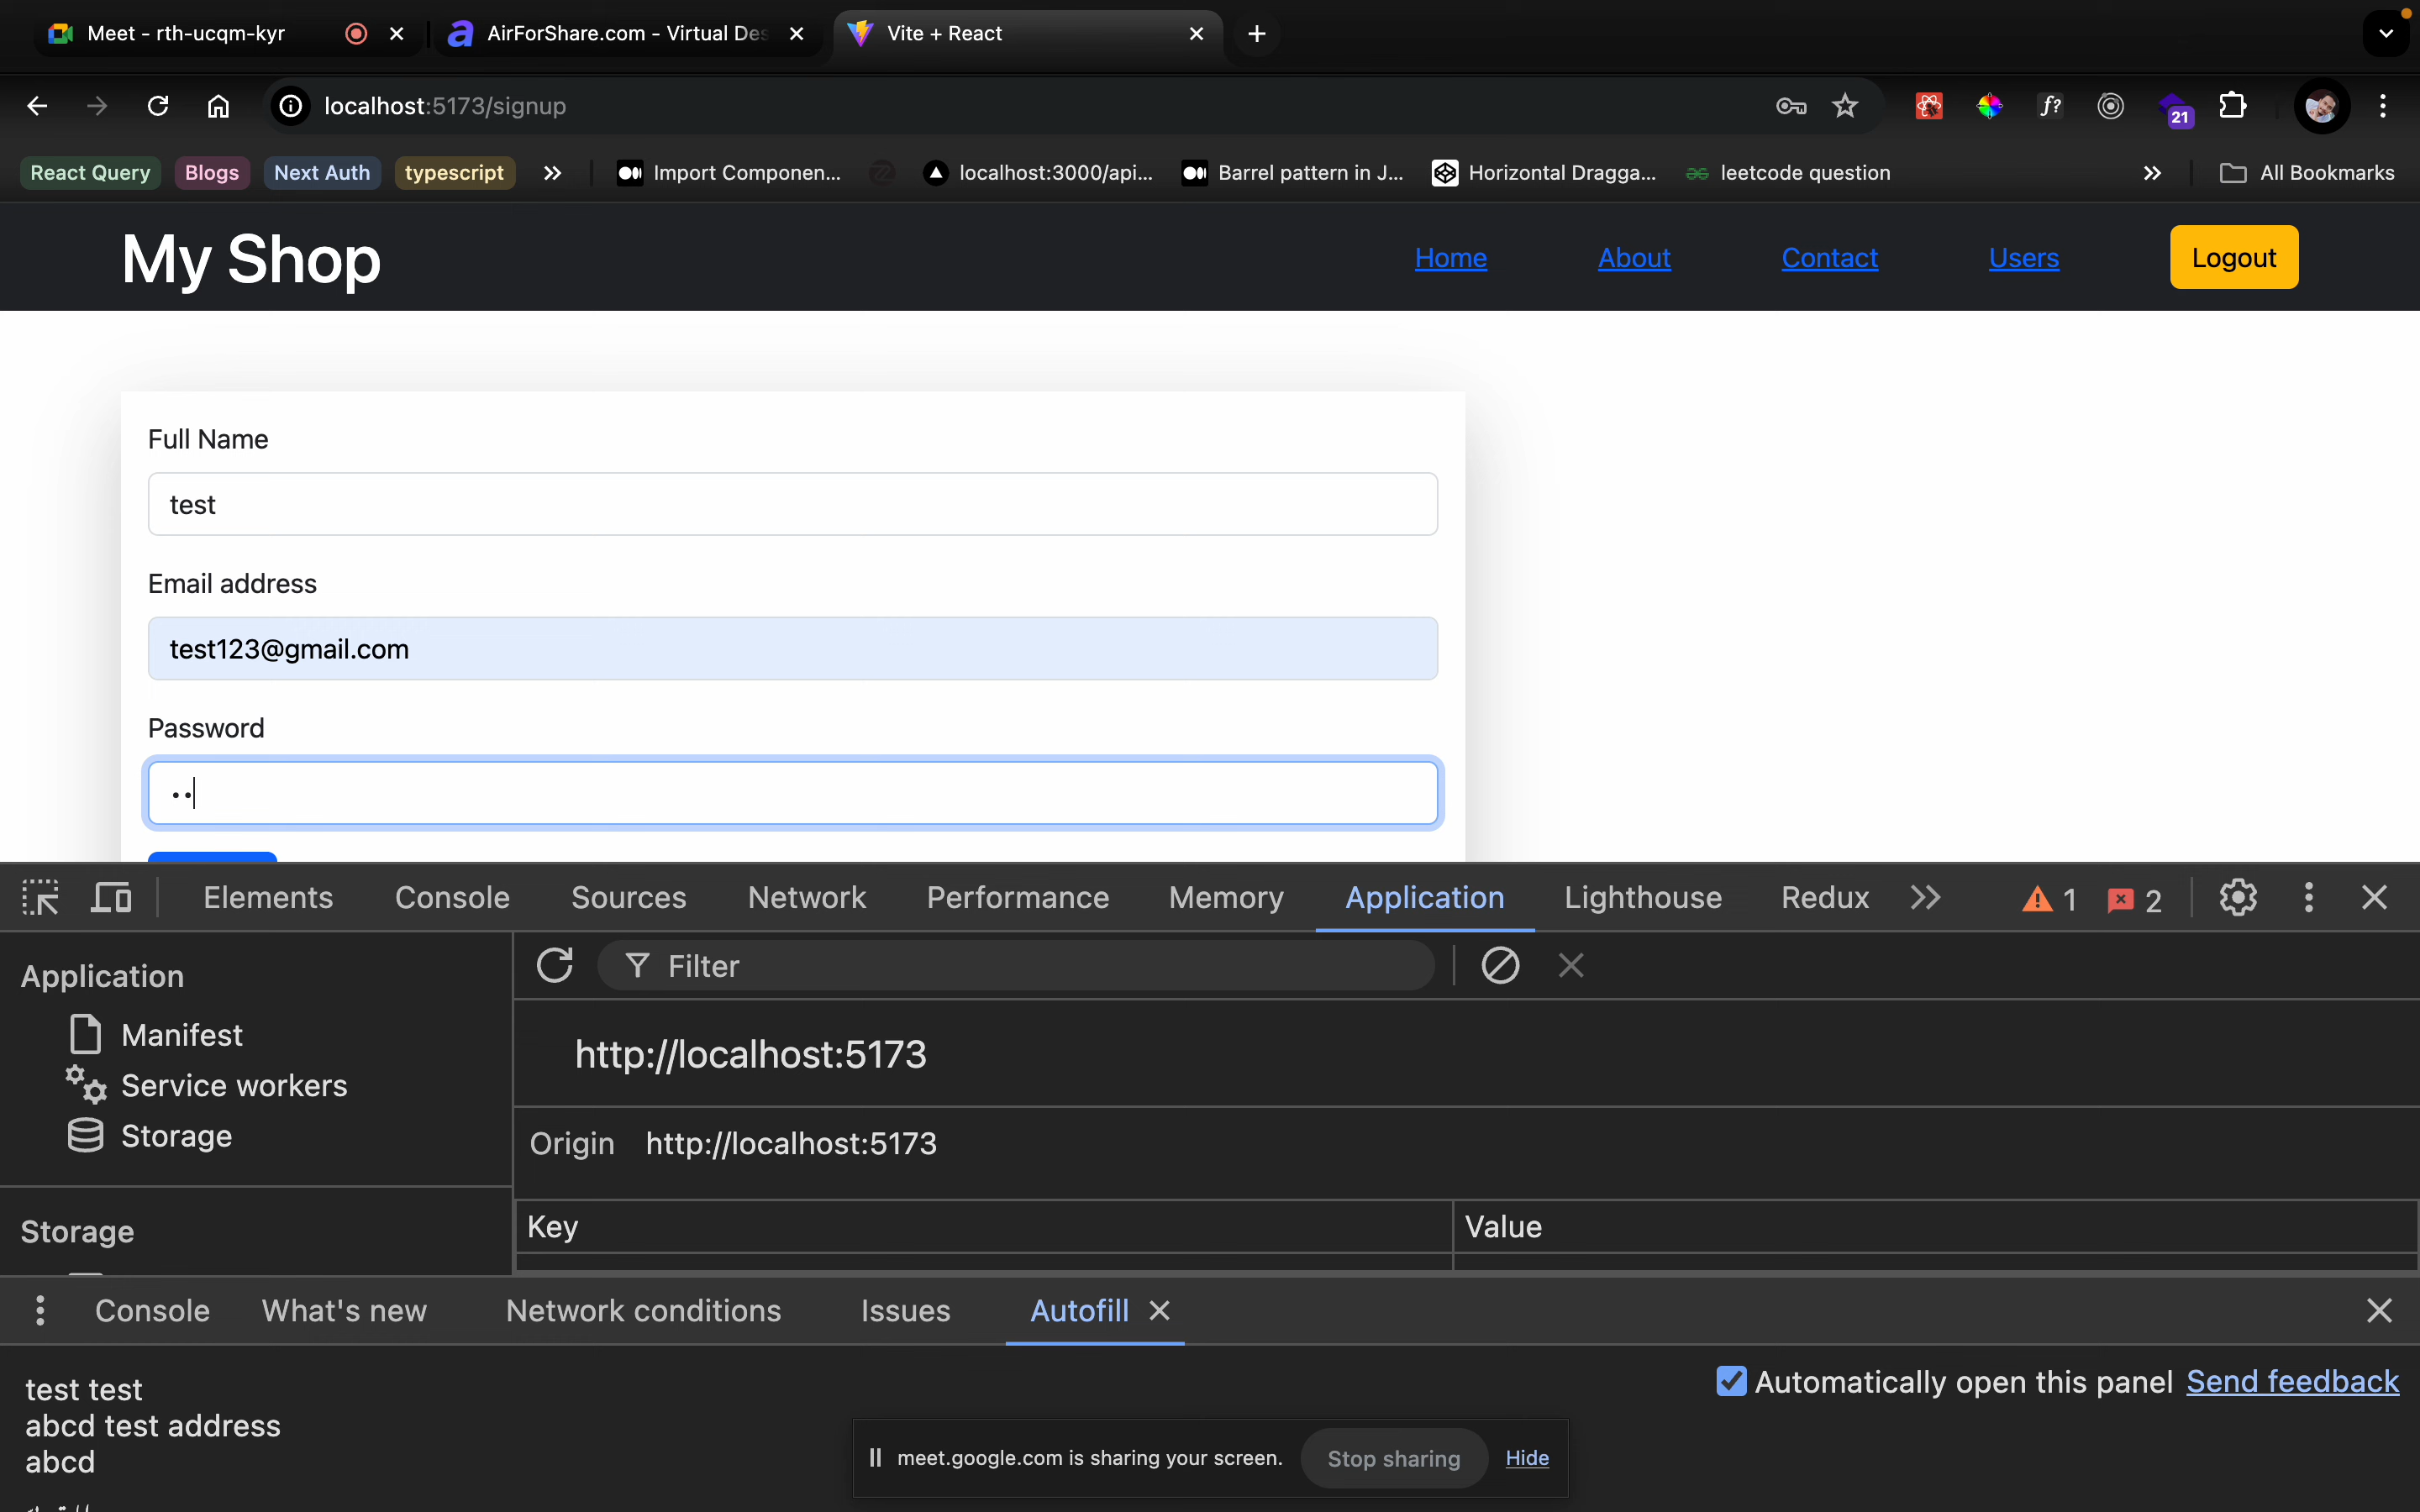 Meet - rth-ucqm-kyr
AirForShare.com - Virtual Des
Vite + React
localhost:5173/signup
21
React Query
Blogs
Next Auth
typescript
Import Componen...
localhost:3000/api...
Barrel pattern in J...
Horizontal Dragga...
leetcode question
All Bookmarks
My Shop
Home
About
Contact
Users
Logout
Full Name
test
Email address
test123@gmail.com
Password
Elements
Console
Sources
Network
Performance
Memory
Application
Lighthouse
Redux
1
2
Application
Manifest
Service workers
Storage
Storage
Filter
http://localhost:5173
Origin http://localhost:5173
Key
Value
Console
What's new
Network conditions
Issues
Autofill
test test
abcd test address
abcd
Automatically open this panel
Send feedback
meet.google.com is sharing your screen.
Stop sharing
Hide